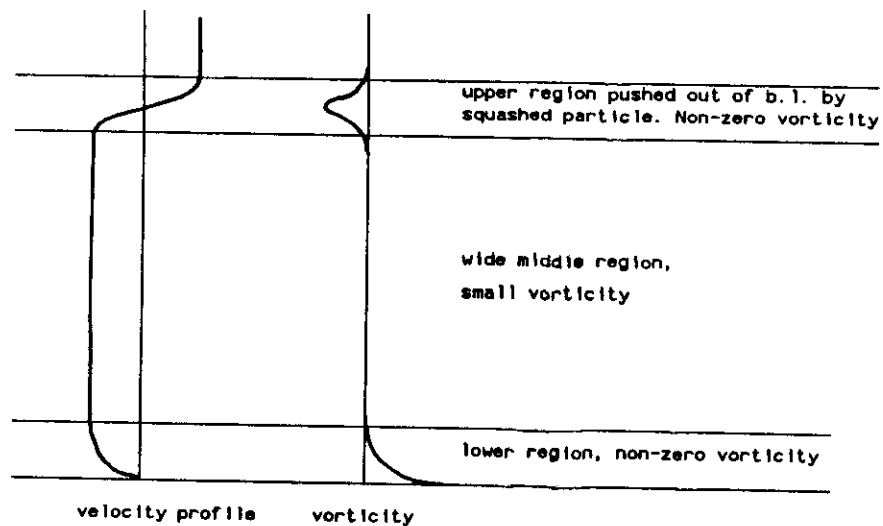 upper region pushed out of b.l. by
squashed particle. Non-zero vorticity
wide middle region,
small vorticity
lower region, non-zero vorticity
velocity profile
vorticity